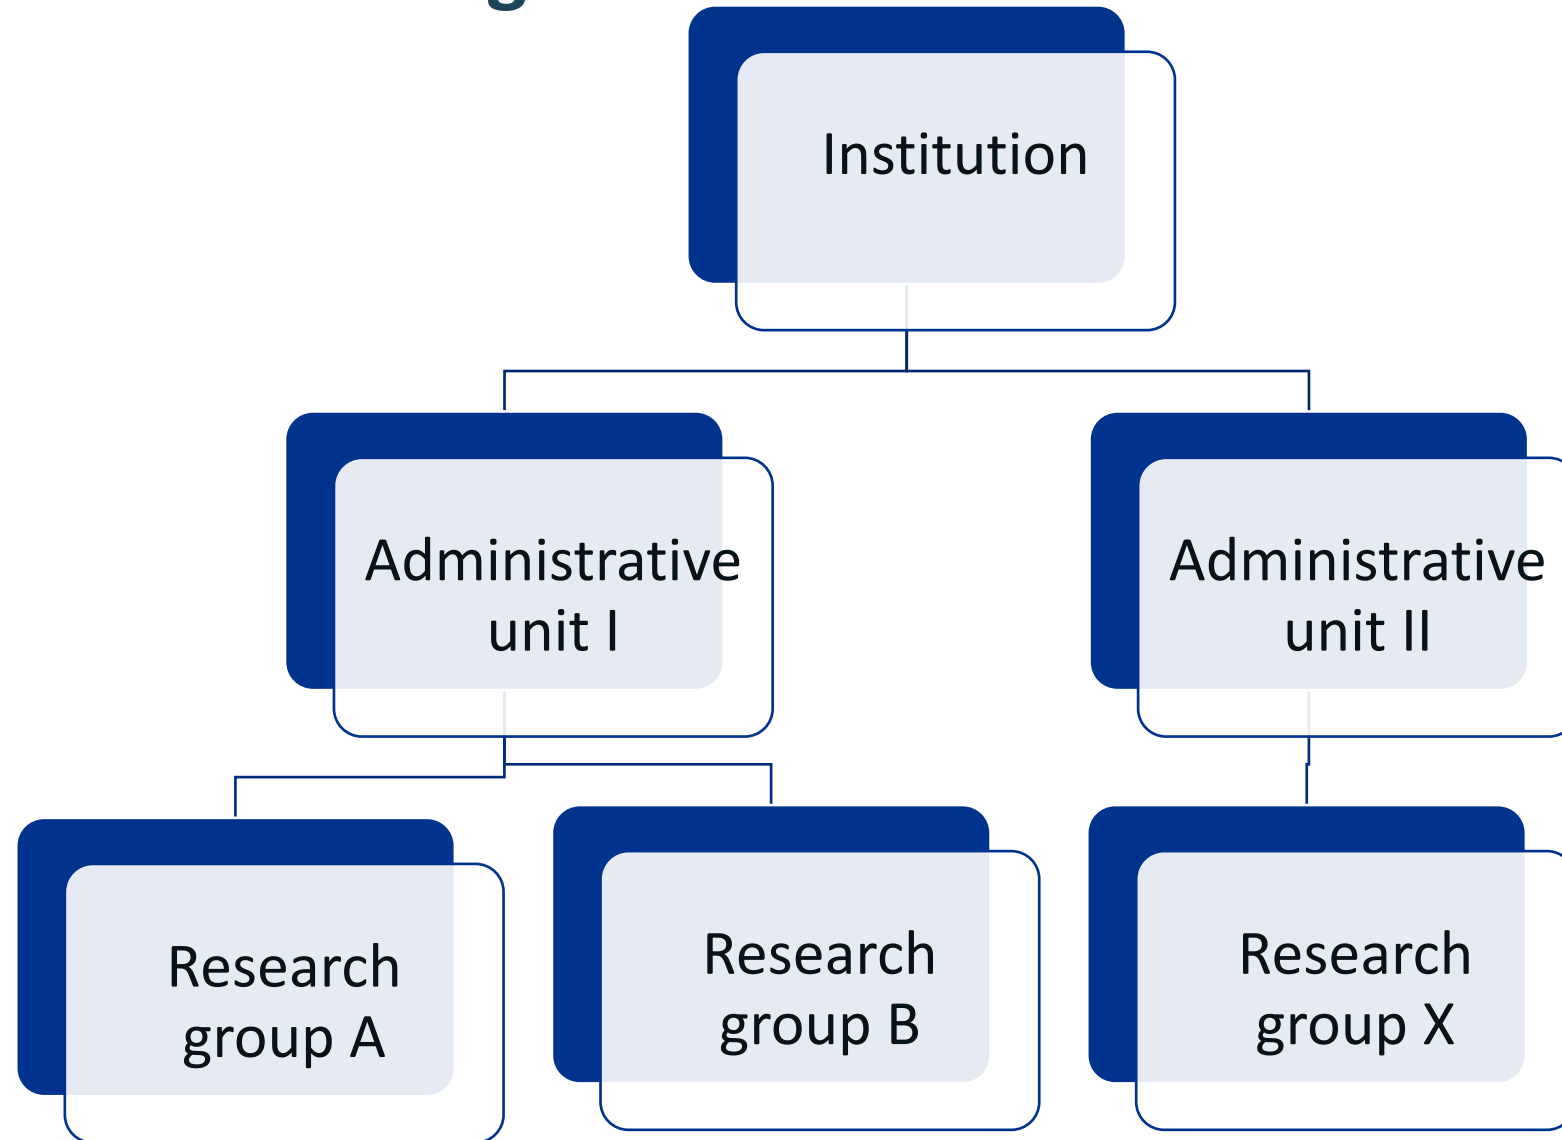 Institution
Administrative
unit I
Administrative
unit II
Research
group A
Research
group B
Research
group X